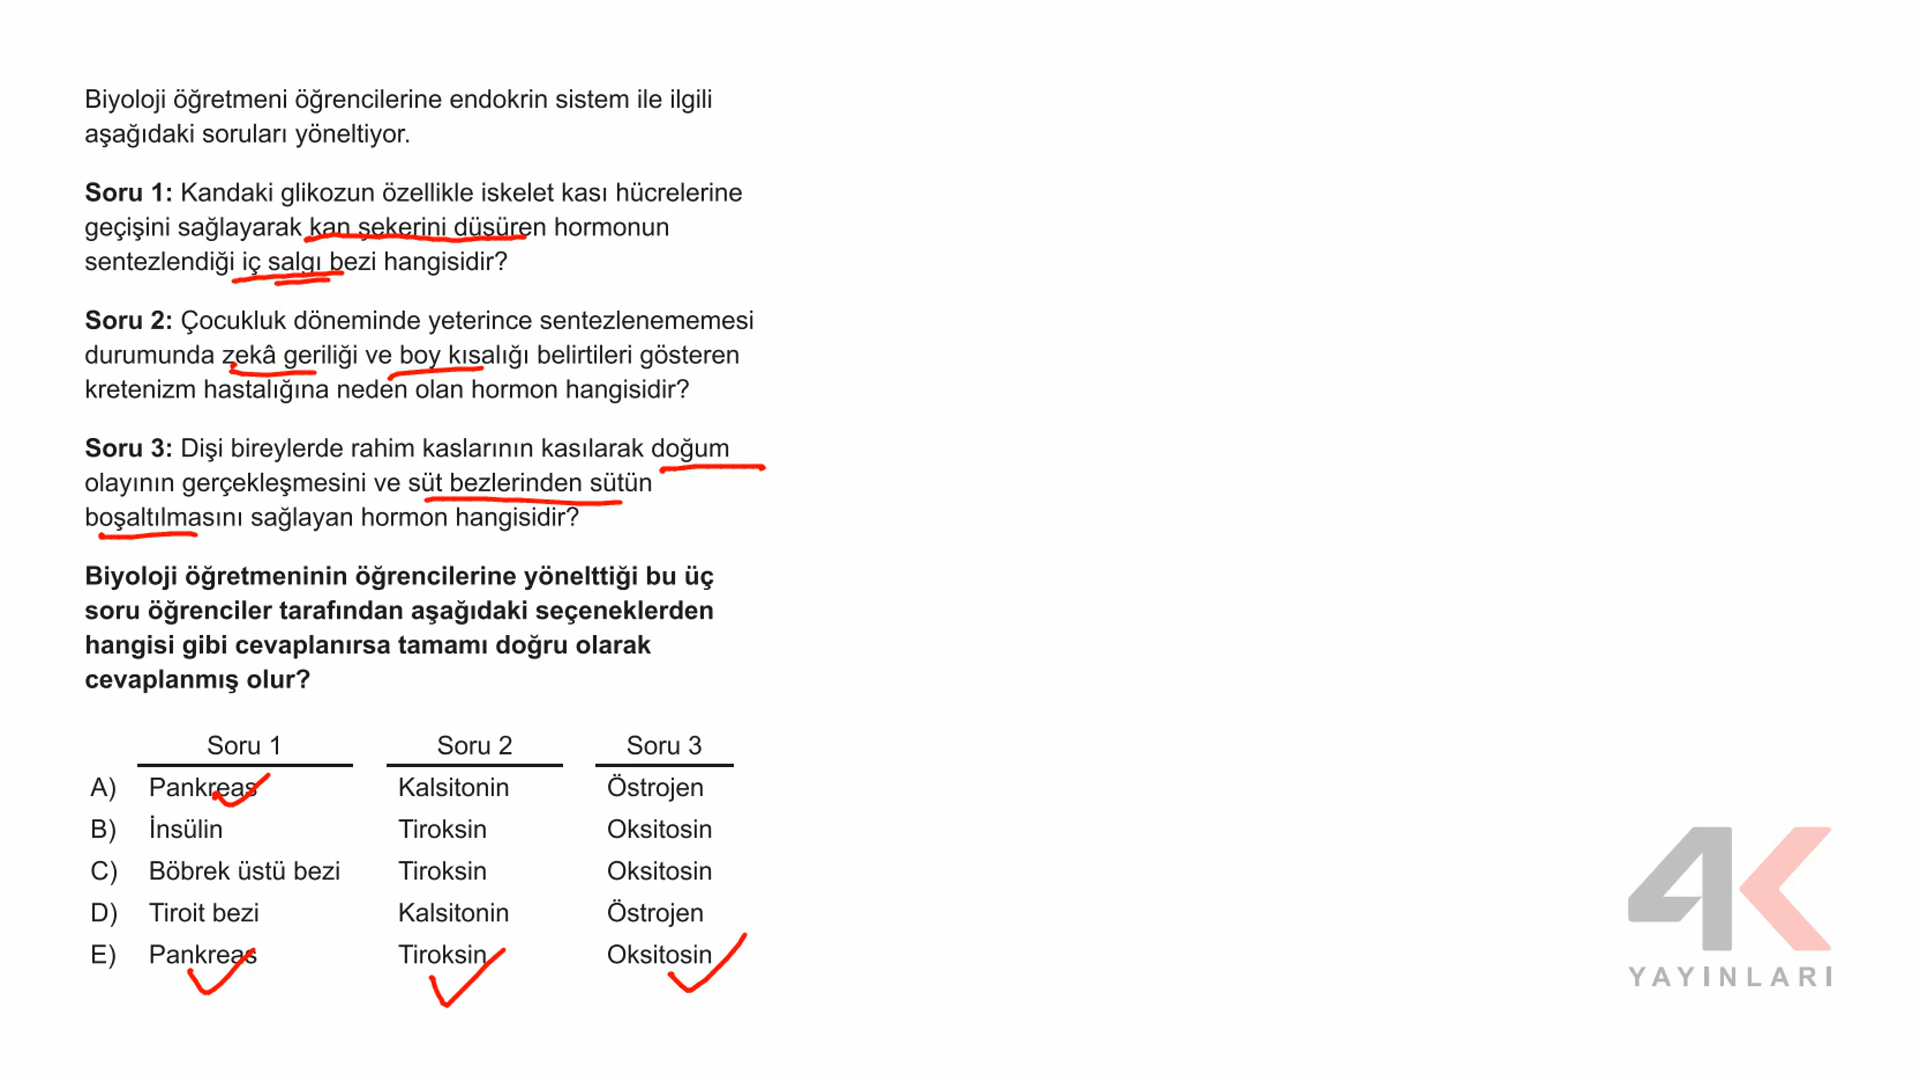 Biyoloji öğretmeni öğrencilerine endokrin sistem ile ilgili
aşağıdaki soruları yöneltiyor.
Soru 1: Kandaki glikozun özellikle iskelet kası hücrelerine
geçişini sağlayarak kan şekerini düşüren hormonun
sentezlendiği iç salgı bezi hangisidir?
Soru 2: Çocukluk döneminde yeterince sentezlenememesi
durumunda zekâ geriliği ve boy kısalığı belirtileri gösteren
kretenizm hastalığına neden olan hormon hangisidir?
Soru 3: Dişi bireylerde rahim kaslarının kasılarak doğum
olayının gerçekleşmesini ve süt bezlerinden sütün
boşaltılmasını sağlayan hormon hangisidir?
Biyoloji öğretmeninin öğrencilerine yönelttiği bu üç
soru öğrenciler tarafından aşağıdaki seçeneklerden
hangisi gibi cevaplanırsa tamamı doğru olarak
cevaplanmış olur?
Soru 1 Soru 2 Soru 3
A) Pankreas Kalsitonin Östrojen
B) İnsülin Tiroksin Oksitosin
C) Böbrek üstü bezi Tiroksin Oksitosin
D) Tiroit bezi Kalsitonin Östrojen
E) Pankreas Tiroksin Oksitosin
4K
YAYINLARI